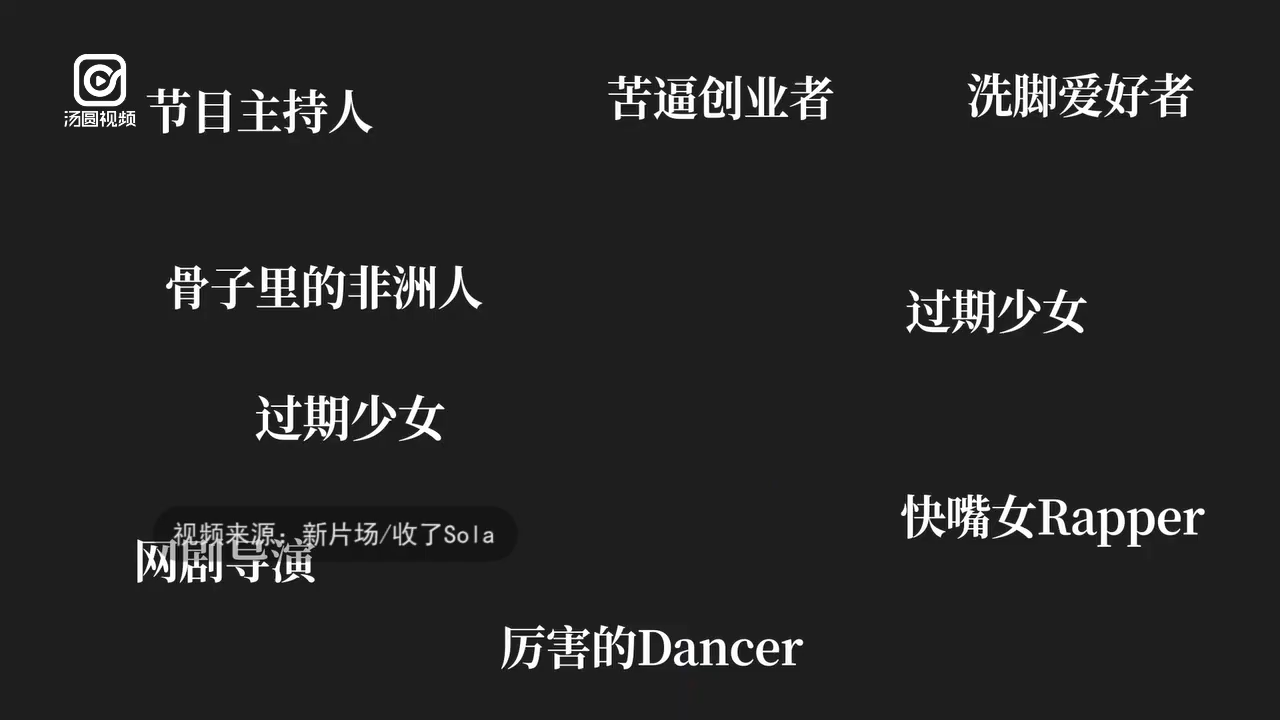 汤圆视频
节目主持人
苦逼创业者
洗脚爱好者
骨子里的非洲人
过期少女
过期少女
快嘴女Rapper
视频来源：新片场/收了Sola
网剧导演
厉害的Dancer